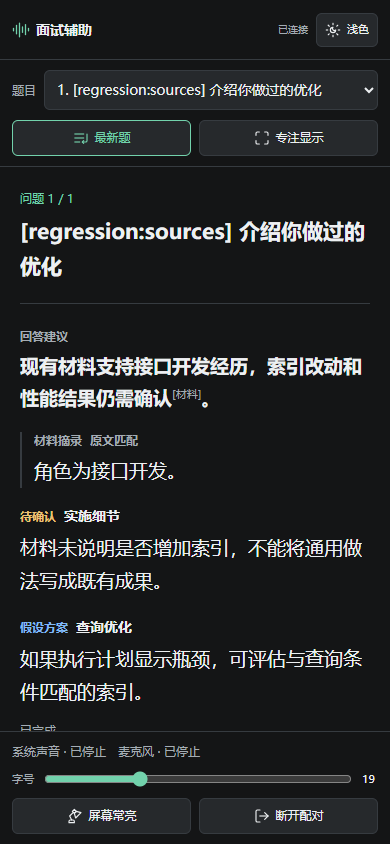 面试辅助
已连接
浅色
题目
1. [regression:sources] 介绍你做过的优化
最新题
专注显示
问题 1 / 1
[regression:sources] 介绍你做过的
优化
回答建议
现有材料支持接口开发经历，索引改动和
性能结果仍需确认[材料]。
材料摘录 原文匹配
角色为接口开发。
待确认 实施细节
材料未说明是否增加索引，不能将通用做
法写成既有成果。
假设方案 查询优化
如果执行计划显示瓶颈，可评估与查询条
件匹配的索引。
已完成
系统声音 · 已停止 麦克风 · 已停止
字号
19
屏幕常亮
断开配对